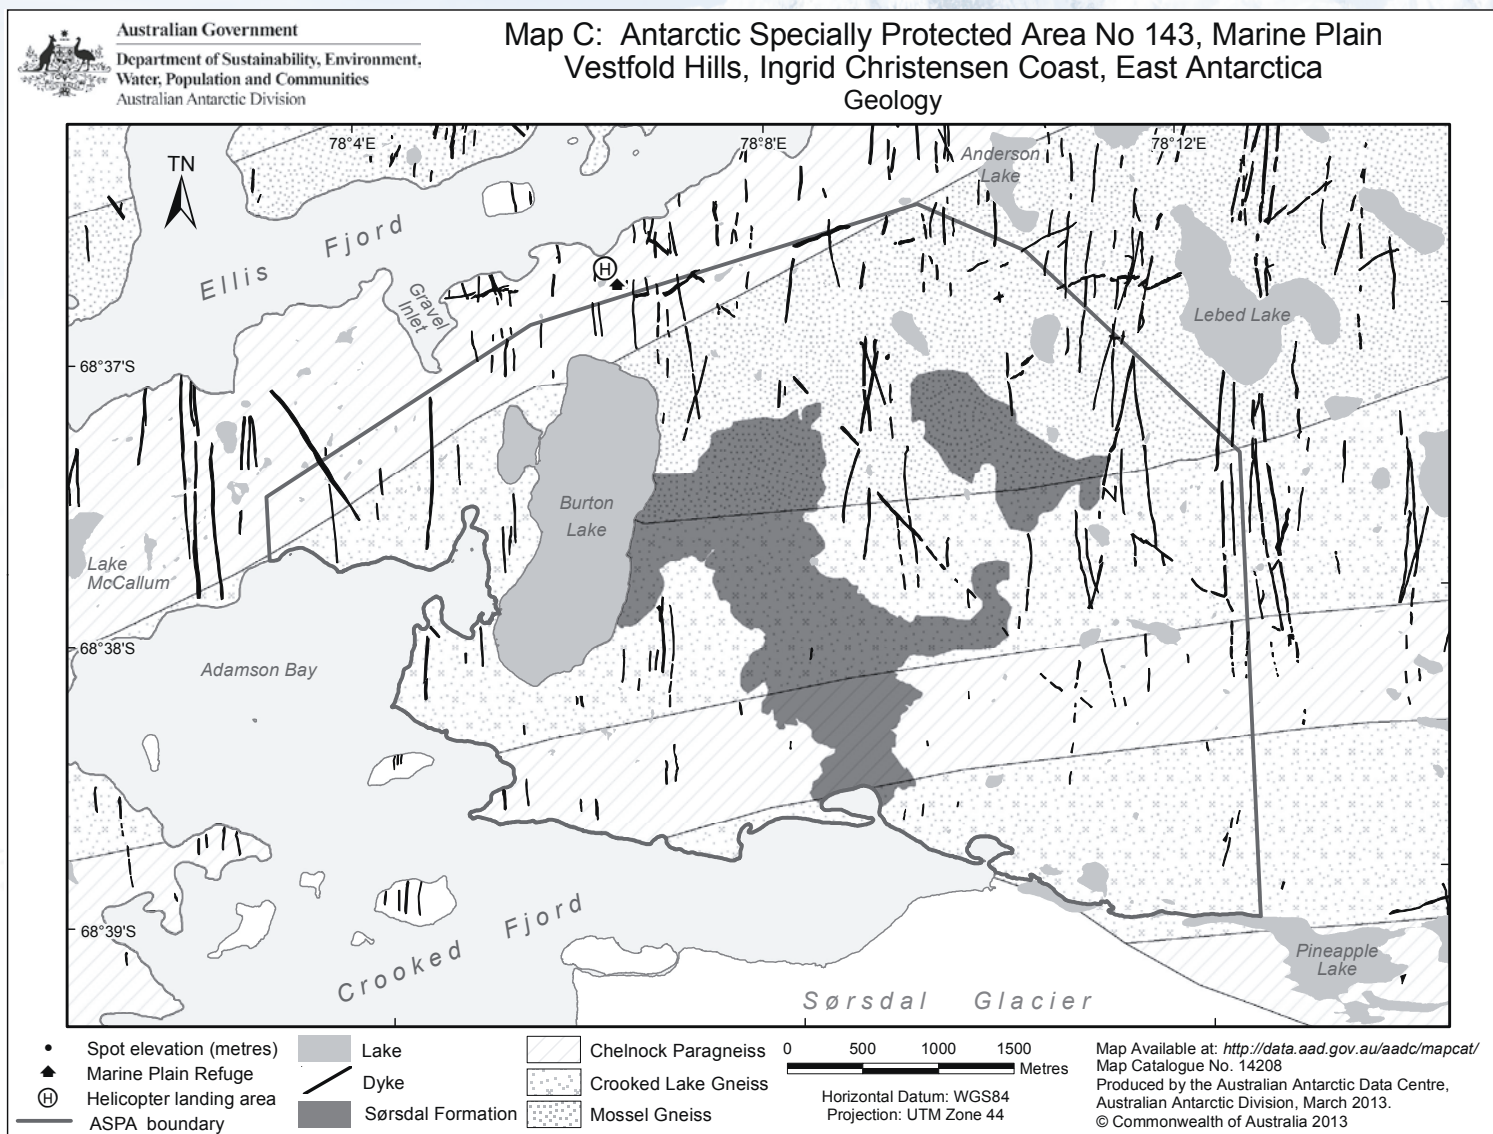 Australian Government
Department of Sustainability, Environment,
Water, Population and Communities
Australian Antarctic Division
Map C: Antarctic Specially Protected Area No 143, Marine Plain
Vestfold Hills, Ingrid Christensen Coast, East Antarctica
Geology
78°4'E
78°8'E
78°12'E
TN
Anderson
Lake
Ellis Fjord
H
Gravel
Inlet
Lebed Lake
68°37'S
Burton
Lake
Lake
McCallum
68°38'S
Adamson Bay
68°39'S
Crooked Fjord
Pineapple
Lake
Sørsdal Glacier
Spot elevation (metres)
Marine Plain Refuge
H Helicopter landing area
ASPA boundary
Lake
Dyke
Sørsdal Formation
Chelnock Paragneiss
Crooked Lake Gneiss
Mossel Gneiss
0 500 1000 1500
Metres
Horizontal Datum: WGS84
Projection: UTM Zone 44
Map Available at: http://data.aad.gov.au/aadc/mapcat/
Map Catalogue No. 14208
Produced by the Australian Antarctic Data Centre,
Australian Antarctic Division, March 2013.
© Commonwealth of Australia 2013